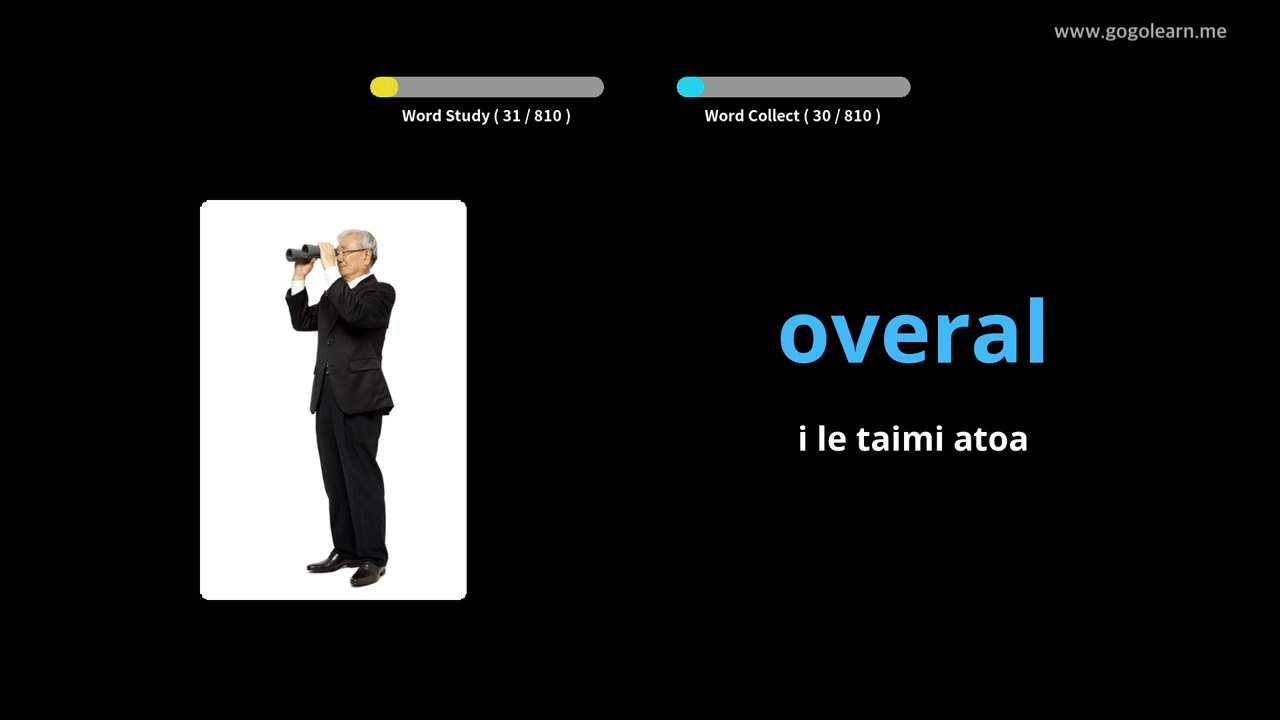 www.gogolearn.me
Word Study ( 31 / 810 )
Word Collect ( 30 / 810 )
overal
i le taimi atoa